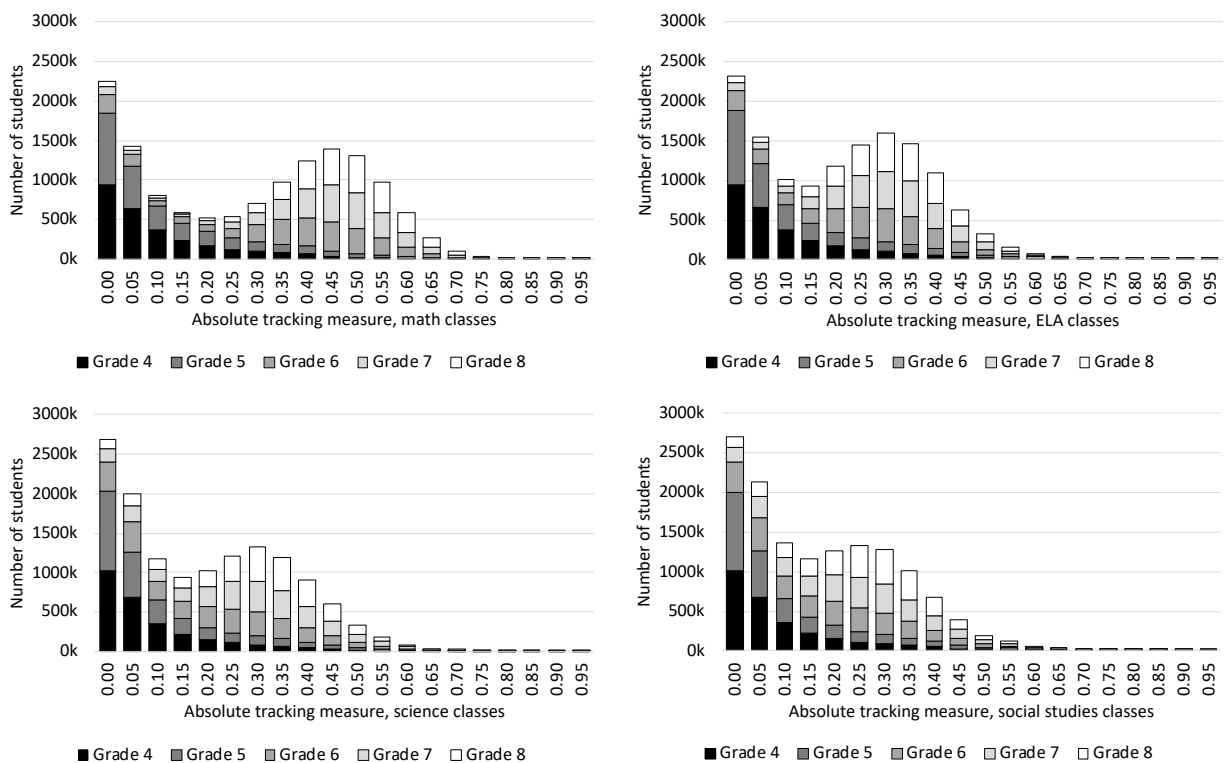 3000k
2500k
2000k
1500k
1000k
500k
0k
Number of students
0.00 0.05 0.10 0.15 0.20 0.25 0.30 0.35 0.40 0.45 0.50 0.55 0.60 0.65 0.70 0.75 0.80 0.85 0.90 0.95
Absolute tracking measure, math classes
Grade 4 Grade 5 Grade 6 Grade 7 Grade 8
3000k
2500k
2000k
1500k
1000k
500k
0k
Number of students
0.00 0.05 0.10 0.15 0.20 0.25 0.30 0.35 0.40 0.45 0.50 0.55 0.60 0.65 0.70 0.75 0.80 0.85 0.90 0.95
Absolute tracking measure, ELA classes
Grade 4 Grade 5 Grade 6 Grade 7 Grade 8
3000k
2500k
2000k
1500k
1000k
500k
0k
Number of students
0.00 0.05 0.10 0.15 0.20 0.25 0.30 0.35 0.40 0.45 0.50 0.55 0.60 0.65 0.70 0.75 0.80 0.85 0.90 0.95
Absolute tracking measure, science classes
Grade 4 Grade 5 Grade 6 Grade 7 Grade 8
3000k
2500k
2000k
1500k
1000k
500k
0k
Number of students
0.00 0.05 0.10 0.15 0.20 0.25 0.30 0.35 0.40 0.45 0.50 0.55 0.60 0.65 0.70 0.75 0.80 0.85 0.90 0.95
Absolute tracking measure, social studies classes
Grade 4 Grade 5 Grade 6 Grade 7 Grade 8